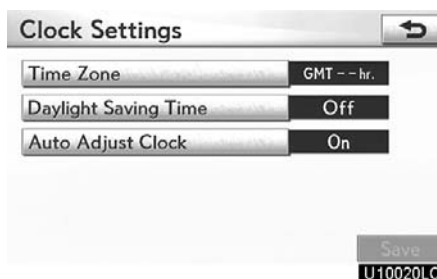 Clock Settings
Time Zone GMT - - hr.
Daylight Saving Time Off
Auto Adjust Clock On
Save
U10020LC